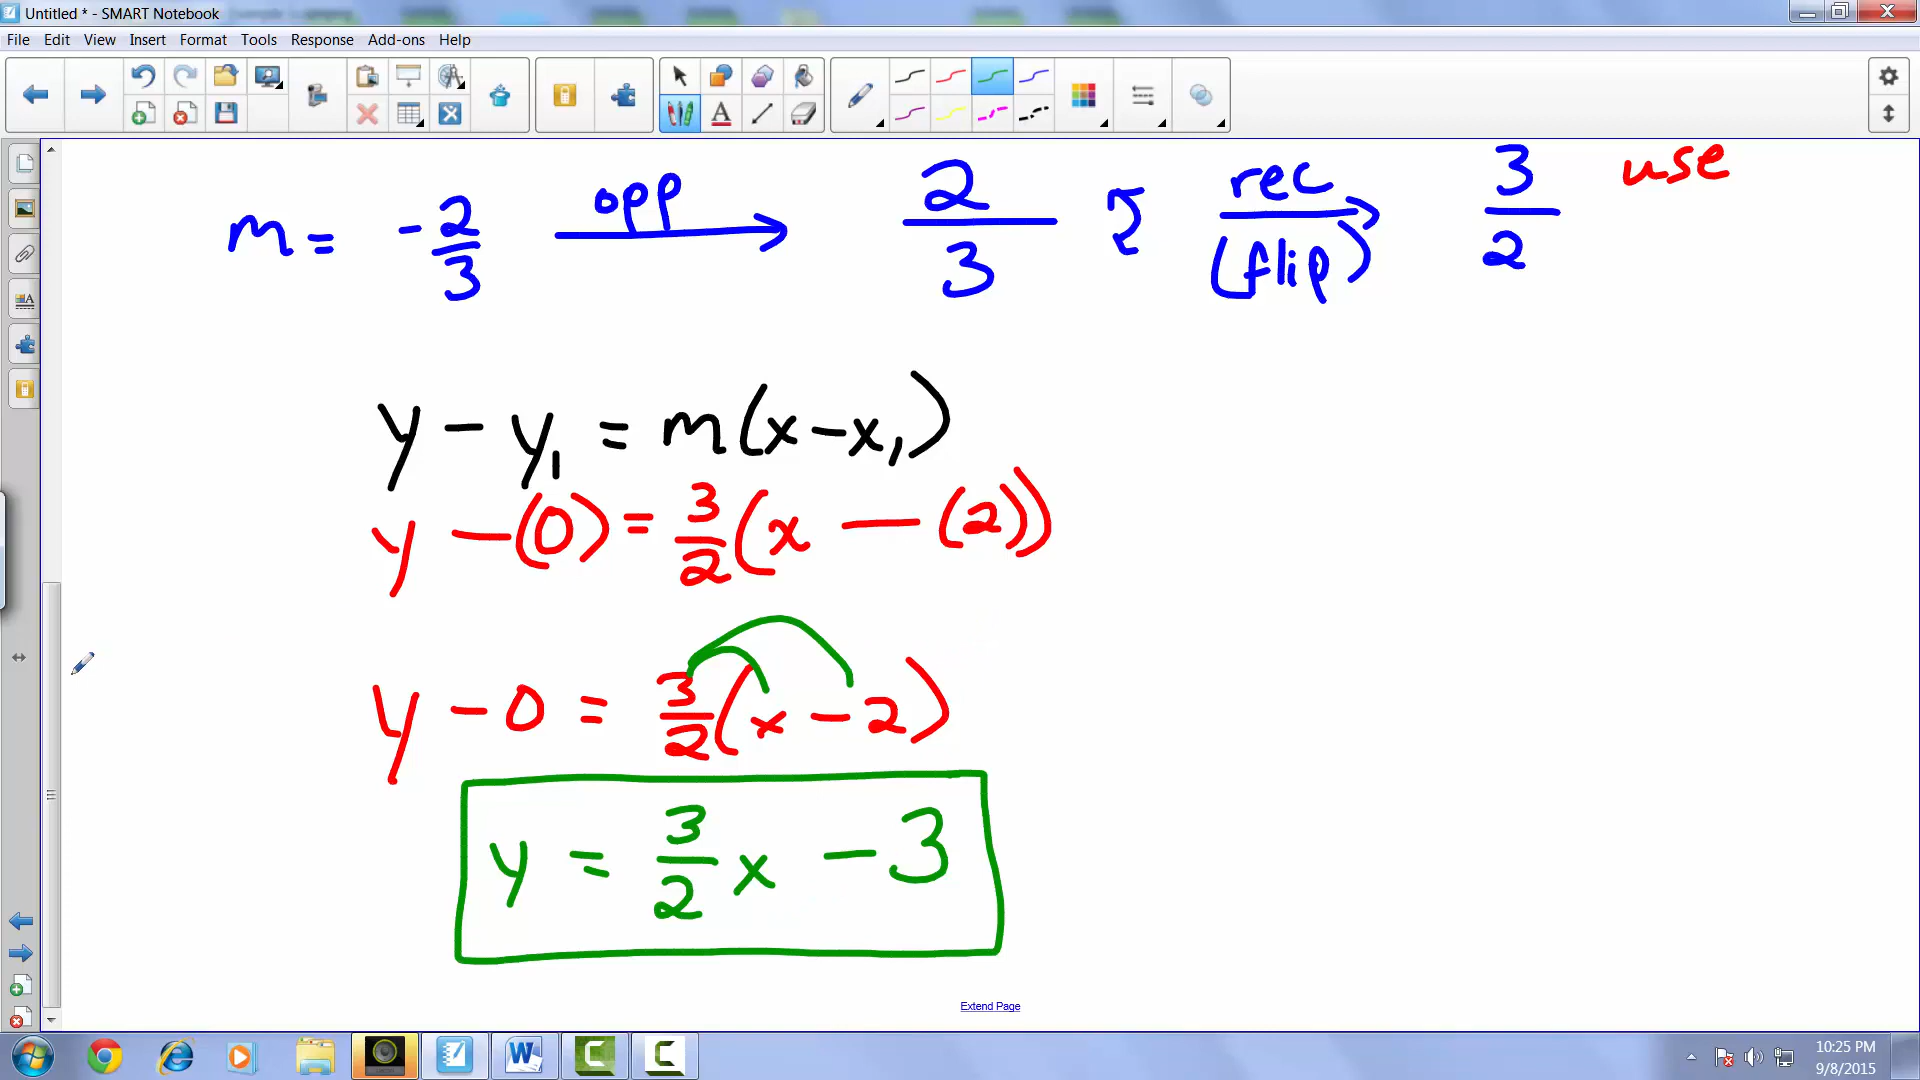 Untitled * - SMART Notebook
File Edit View Insert Format Tools Response Add-ons Help
m = -2/3 opp 2/3 rec (flip) 3/2 use
y - y₁ = m(x - x₁)
y - (0) = 3/2(x - (2))
y - 0 = 3/2(x - 2)
y = 3/2x - 3
Extend Page
10:25 PM
9/8/2015